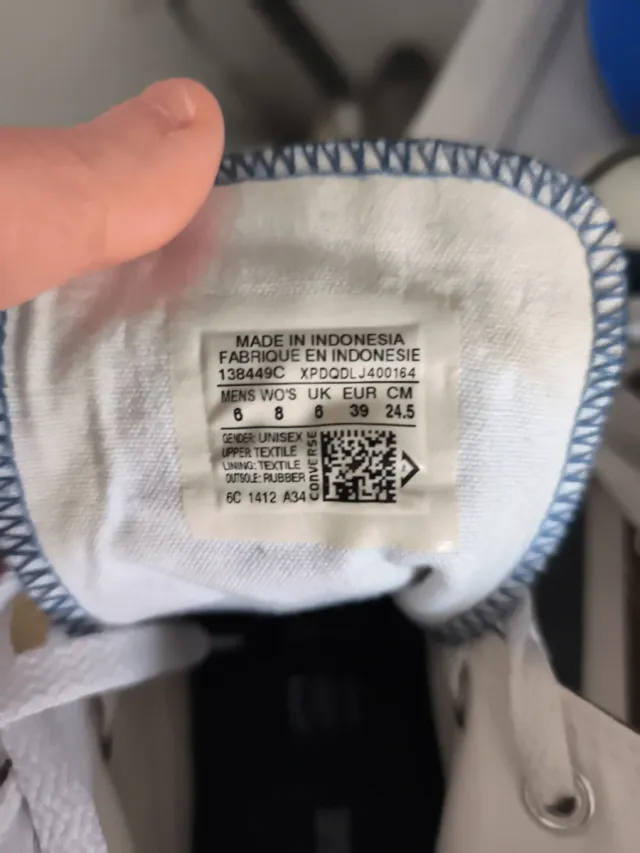 MADE IN INDONESIA
FABRIQUE EN INDONESIE
138449C XPDQDLJ400164
MENS WO'S UK EUR CM
6 8 6 39 24.5
GENDER: UNISEX
UPPER: TEXTILE
LINING: TEXTILE
OUTSOLE: RUBBER
6C 1412 A34
CONVERSE